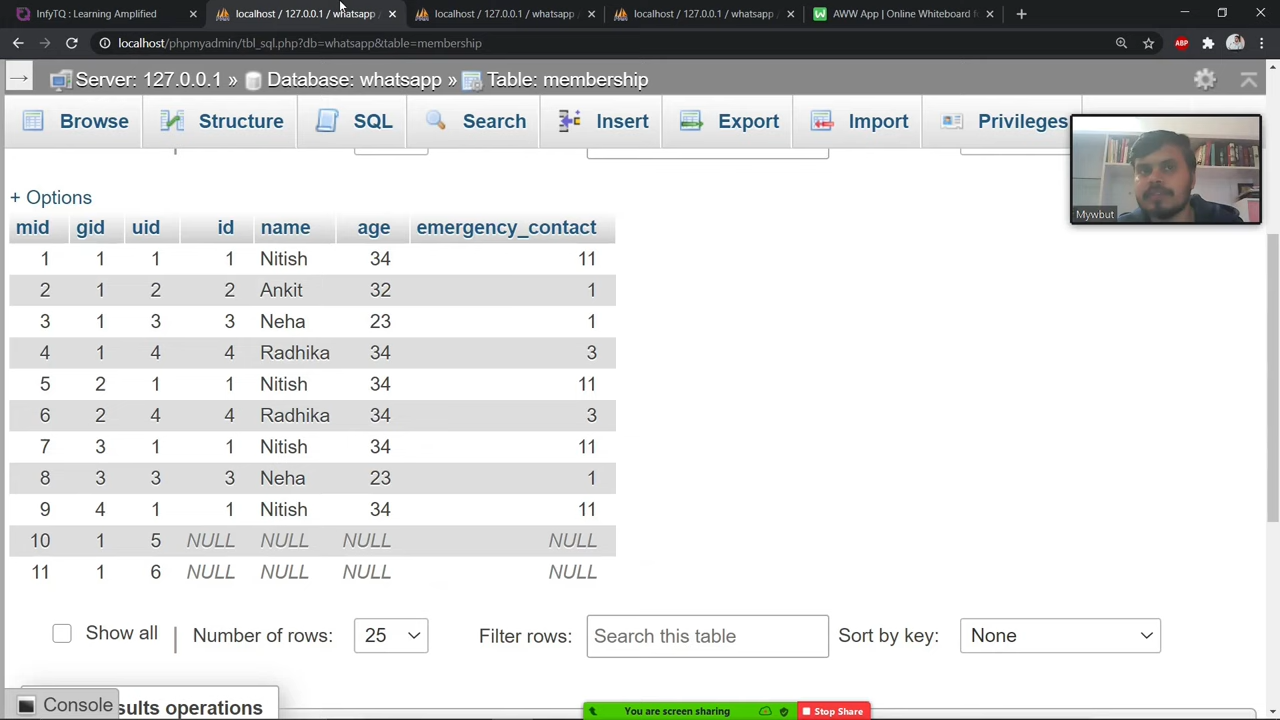 InfyTQ : Learning Amplified
localhost / 127.0.0.1 / whatsapp
localhost / 127.0.0.1 / whatsapp
localhost / 127.0.0.1 / whatsapp
AWW App | Online Whiteboard f
localhost/phpmyadmin/tbl_sql.php?db=whatsapp&table=membership
ABP
Server: 127.0.0.1 » Database: whatsapp » Table: membership
Browse Structure SQL Search Insert Export Import Privileges
Mywbut
+ Options
mid gid uid id name age emergency_contact
1 1 1 1 Nitish 34 11
2 1 2 2 Ankit 32 1
3 1 3 3 Neha 23 1
4 1 4 4 Radhika 34 3
5 2 1 1 Nitish 34 11
6 2 4 4 Radhika 34 3
7 3 1 1 Nitish 34 11
8 3 3 3 Neha 23 1
9 4 1 1 Nitish 34 11
10 1 5 NULL NULL NULL NULL
11 1 6 NULL NULL NULL NULL
Show all Number of rows: 25 Filter rows: Search this table Sort by key: None
Console
sults operations
You are screen sharing Stop Share